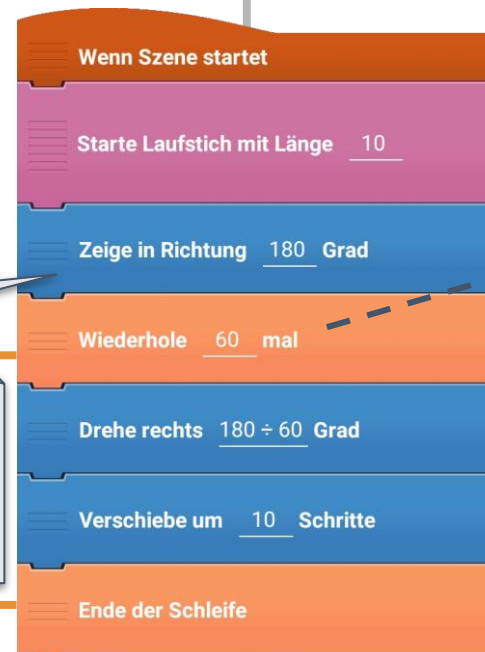 Wenn Szene startet
Starte Laufstich mit Länge 10
Zeige in Richtung 180 Grad
Wiederhole 60 mal
Drehe rechts 180 ÷ 60 Grad
Verschiebe um 10 Schritte
Ende der Schleife